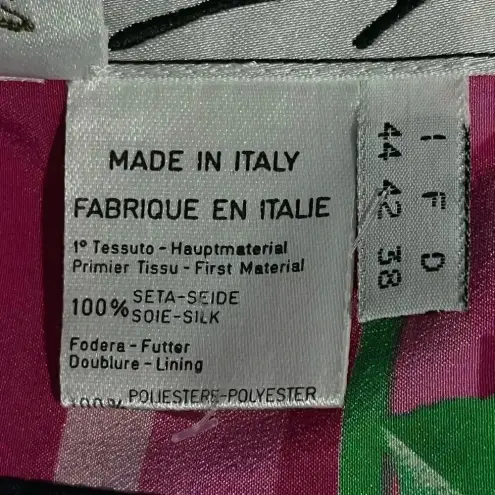 MADE IN ITALY
FABRIQUE EN ITALIE
1° Tessuto - Hauptmaterial
Primier Tissu - First Material
100% SETA-SEIDE
SOIE-SILK
Fodera - Futter
Doublure - Lining
100% POLIESTERE-POLYESTER
I F D
44 42 38